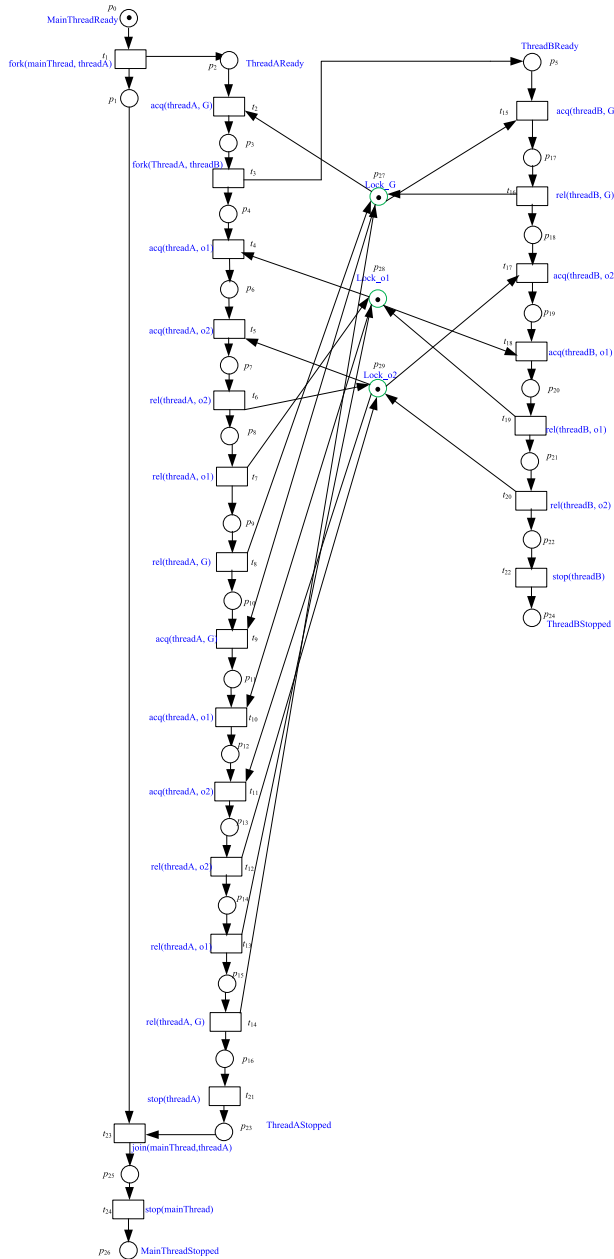 p0
MainThreadReady
t1
fork(mainThread, threadA)
p1
p2
ThreadAReady
ThreadBReady
p5
acq(threadA, G)
t2
t15
acq(threadB, G
p3
fork(ThreadA, threadB)
t3
p17
p27
Lock_G
t16
rel(threadB, G)
p4
p18
acq(threadA, o1)
t4
t17
acq(threadB, o2
p28
Lock_o1
p6
p19
acq(threadA, o2)
t5
t18
acq(threadB, o1)
p7
p29
Lock_o2
p20
rel(threadA, o2)
t6
t19
rel(threadB, o1)
p8
p21
rel(threadA, o1)
t7
t20
rel(threadB, o2)
p9
p22
rel(threadA, G)
t8
t22
stop(threadB)
p10
p24
ThreadBStopped
acq(threadA, G)
t9
p11
acq(threadA, o1)
t10
p12
acq(threadA, o2)
t11
p13
rel(threadA, o2)
t12
p14
rel(threadA, o1)
t13
p15
rel(threadA, G)
t14
p16
stop(threadA)
t21
p23
ThreadAStopped
t23
join(mainThread,threadA)
p25
t24
stop(mainThread)
p26
MainThreadStopped